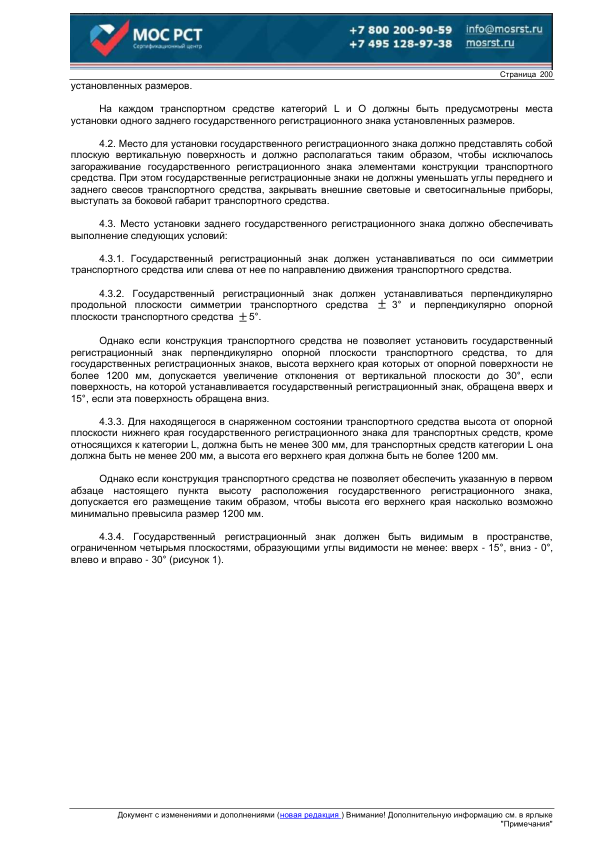 МОС РСТ
Сертификационный центр
+7 800 200-90-59 info@mosrst.ru
+7 495 128-97-38 mosrst.ru
Страница 200
установленных размеров.
На каждом транспортном средстве категорий L и О должны быть предусмотрены места
установки одного заднего государственного регистрационного знака установленных размеров.
4.2. Место для установки государственного регистрационного знака должно представлять собой
плоскую вертикальную поверхность и должно располагаться таким образом, чтобы исключалось
загораживание государственного регистрационного знака элементами конструкции транспортного
средства. При этом государственные регистрационные знаки не должны уменьшать углы переднего и
заднего свесов транспортного средства, закрывать внешние световые и светосигнальные приборы,
выступать за боковой габарит транспортного средства.
4.3. Место установки заднего государственного регистрационного знака должно обеспечивать
выполнение следующих условий:
4.3.1. Государственный регистрационный знак должен устанавливаться по оси симметрии
транспортного средства или слева от нее по направлению движения транспортного средства.
4.3.2. Государственный регистрационный знак должен устанавливаться перпендикулярно
продольной плоскости симметрии транспортного средства ± 3° и перпендикулярно опорной
плоскости транспортного средства ± 5°.
Однако если конструкция транспортного средства не позволяет установить государственный
регистрационный знак перпендикулярно опорной плоскости транспортного средства, то для
государственных регистрационных знаков, высота верхнего края которых от опорной поверхности не
более 1200 мм, допускается увеличение отклонения от вертикальной плоскости до 30°, если
поверхность, на которой устанавливается государственный регистрационный знак, обращена вверх и
15°, если эта поверхность обращена вниз.
4.3.3. Для находящегося в снаряженном состоянии транспортного средства высота от опорной
плоскости нижнего края государственного регистрационного знака для транспортных средств, кроме
относящихся к категории L, должна быть не менее 300 мм, для транспортных средств категории L она
должна быть не менее 200 мм, а высота его верхнего края должна быть не более 1200 мм.
Однако если конструкция транспортного средства не позволяет обеспечить указанную в первом
абзаце настоящего пункта высоту расположения государственного регистрационного знака,
допускается его размещение таким образом, чтобы высота его верхнего края насколько возможно
минимально превысила размер 1200 мм.
4.3.4. Государственный регистрационный знак должен быть видимым в пространстве,
ограниченном четырьмя плоскостями, образующими углы видимости не менее: вверх - 15°, вниз - 0°,
влево и вправо - 30° (рисунок 1).
Документ с изменениями и дополнениями (новая редакция ) Внимание! Дополнительную информацию см. в ярлыке
"Примечания"